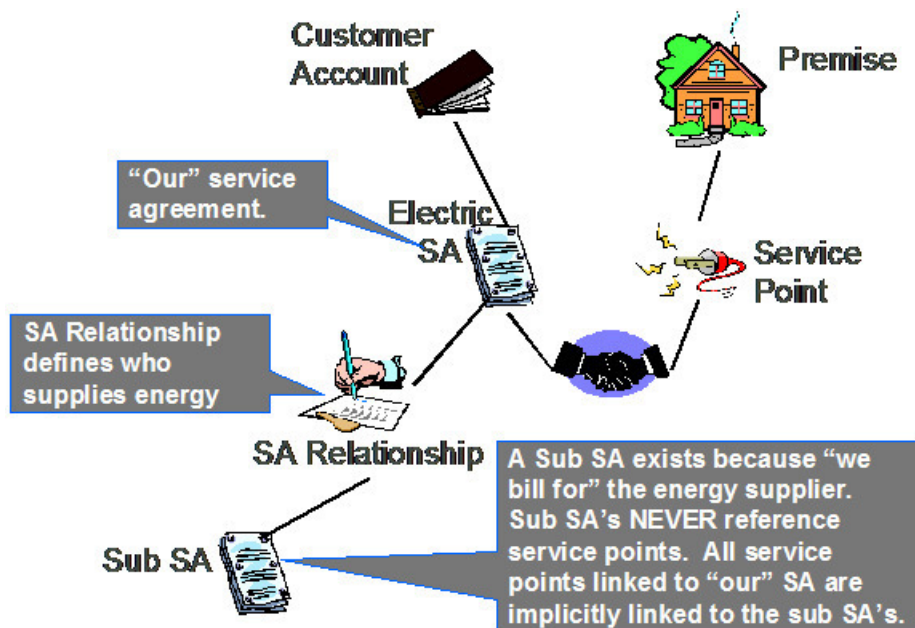 Customer
Account
Premise
“Our” service
agreement.
Electric
SA
Service
Point
SA Relationship
defines who
supplies energy
SA Relationship
A Sub SA exists because “we
bill for” the energy supplier.
Sub SA’s NEVER reference
service points.  All service
points linked to “our” SA are
implicitly linked to the sub SA’s.
Sub SA